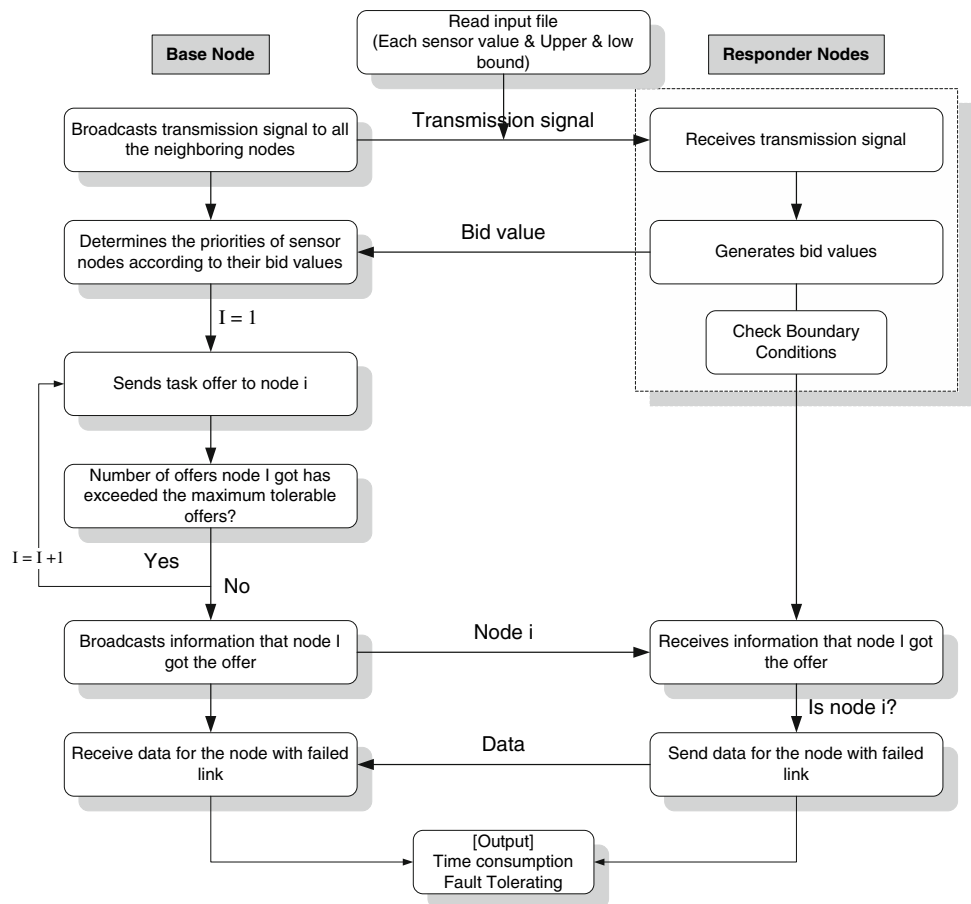 Read input file
(Each sensor value & Upper & low
bound)
Base Node
Responder Nodes
Broadcasts transmission signal to all
the neighboring nodes
Transmission signal
Receives transmission signal
Determines the priorities of sensor
nodes according to their bid values
Bid value
Generates bid values
I = 1
Check Boundary
Conditions
Sends task offer to node i
Number of offers node I got has
exceeded the maximum tolerable
offers?
I = I +1
Yes
No
Broadcasts information that node I
got the offer
Node i
Receives information that node I got
the offer
Is node i?
Receive data for the node with failed
link
Data
Send data for the node with failed
link
[Output]
Time consumption
Fault Tolerating